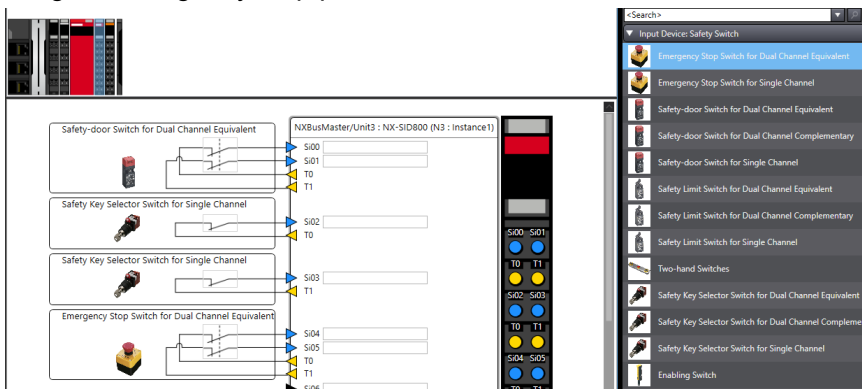 <Search>
Input Device: Safety Switch
Emergency Stop Switch for Dual Channel Equivalent
Emergency Stop Switch for Single Channel
Safety-door Switch for Dual Channel Equivalent
Safety-door Switch for Dual Channel Complementary
Safety-door Switch for Single Channel
Safety Limit Switch for Dual Channel Equivalent
Safety Limit Switch for Dual Channel Complementary
Safety Limit Switch for Single Channel
Two-hand Switches
Safety Key Selector Switch for Dual Channel Equivalent
Safety Key Selector Switch for Dual Channel Compleme
Safety Key Selector Switch for Single Channel
Enabling Switch
Safety-door Switch for Dual Channel Equivalent
Safety Key Selector Switch for Single Channel
Safety Key Selector Switch for Single Channel
Emergency Stop Switch for Dual Channel Equivalent
NXBusMaster/Unit3 : NX-SID800 (N3 : Instance1)
Si00
Si01
T0
T1
Si02
T0
Si03
T1
Si04
Si05
T0
T1
Si06
Si00 Si01
T0 T1
Si02 Si03
T0 T1
Si04 Si05
T0 T1